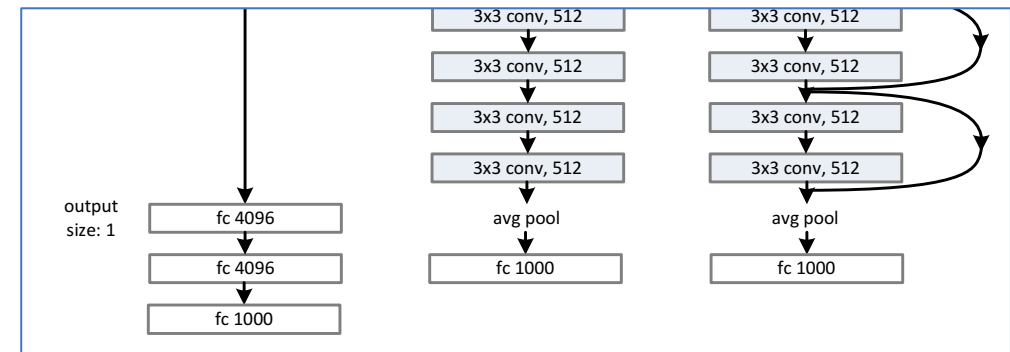 3x3 conv, 512
3x3 conv, 512
3x3 conv, 512
3x3 conv, 512
3x3 conv, 512
3x3 conv, 512
3x3 conv, 512
3x3 conv, 512
output
size: 1
fc 4096
avg pool
avg pool
fc 4096
fc 1000
fc 1000
fc 1000